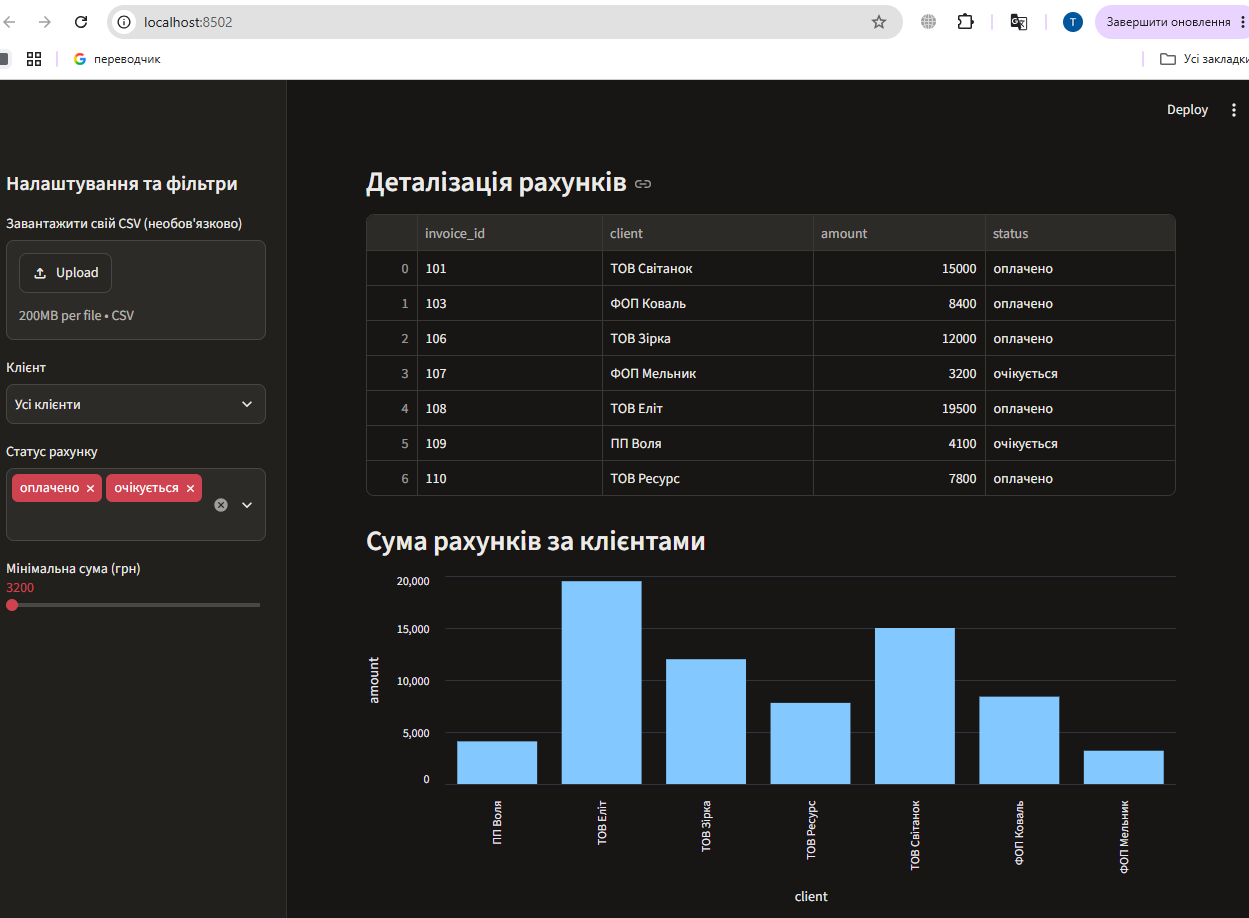 localhost:8502
T
Завершити оновлення
переводчик
Усі закладки
Deploy
Налаштування та фільтри
Завантажити свій CSV (необов'язково)
Upload
200MB per file • CSV
Клієнт
Усі клієнти
Статус рахунку
оплачено × очікується ×
Мінімальна сума (грн)
3200
Деталізація рахунків
invoice_id client amount status
0 101 ТОВ Світанок 15000 оплачено
1 103 ФОП Коваль 8400 оплачено
2 106 ТОВ Зірка 12000 оплачено
3 107 ФОП Мельник 3200 очікується
4 108 ТОВ Еліт 19500 оплачено
5 109 ПП Воля 4100 очікується
6 110 ТОВ Ресурс 7800 оплачено
Сума рахунків за клієнтами
20,000
15,000
10,000
5,000
0
amount
ПП Воля
ТОВ Еліт
ТОВ Зірка
ТОВ Ресурс
ТОВ Світанок
ФОП Коваль
ФОП Мельник
client